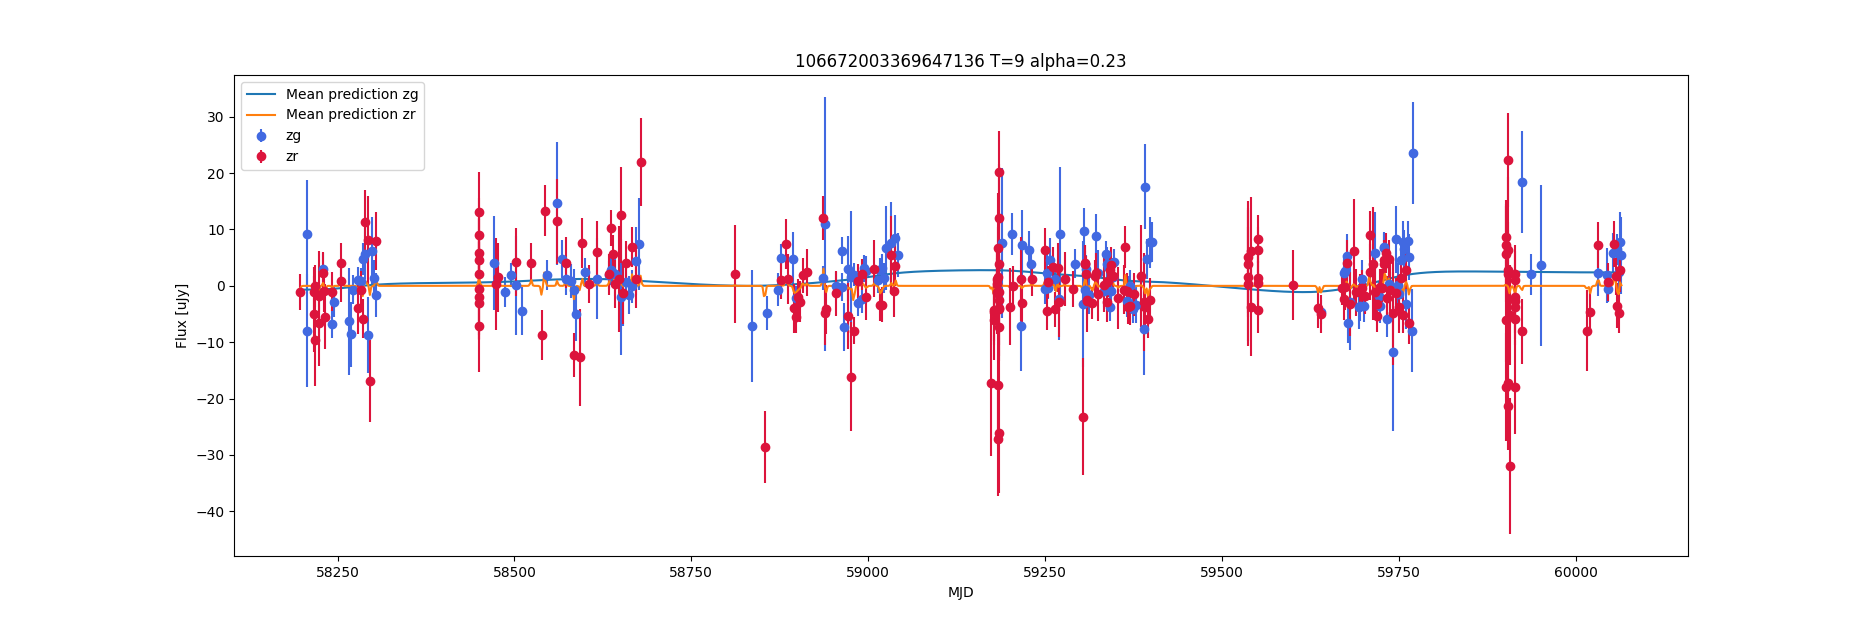 106672003369647136 T=9 alpha=0.23
Mean prediction zg
Mean prediction zr
zg
zr
30
20
10
0
−10
−20
−30
−40
Flux [uJy]
58250 58500 58750 59000 59250 59500 59750 60000
MJD